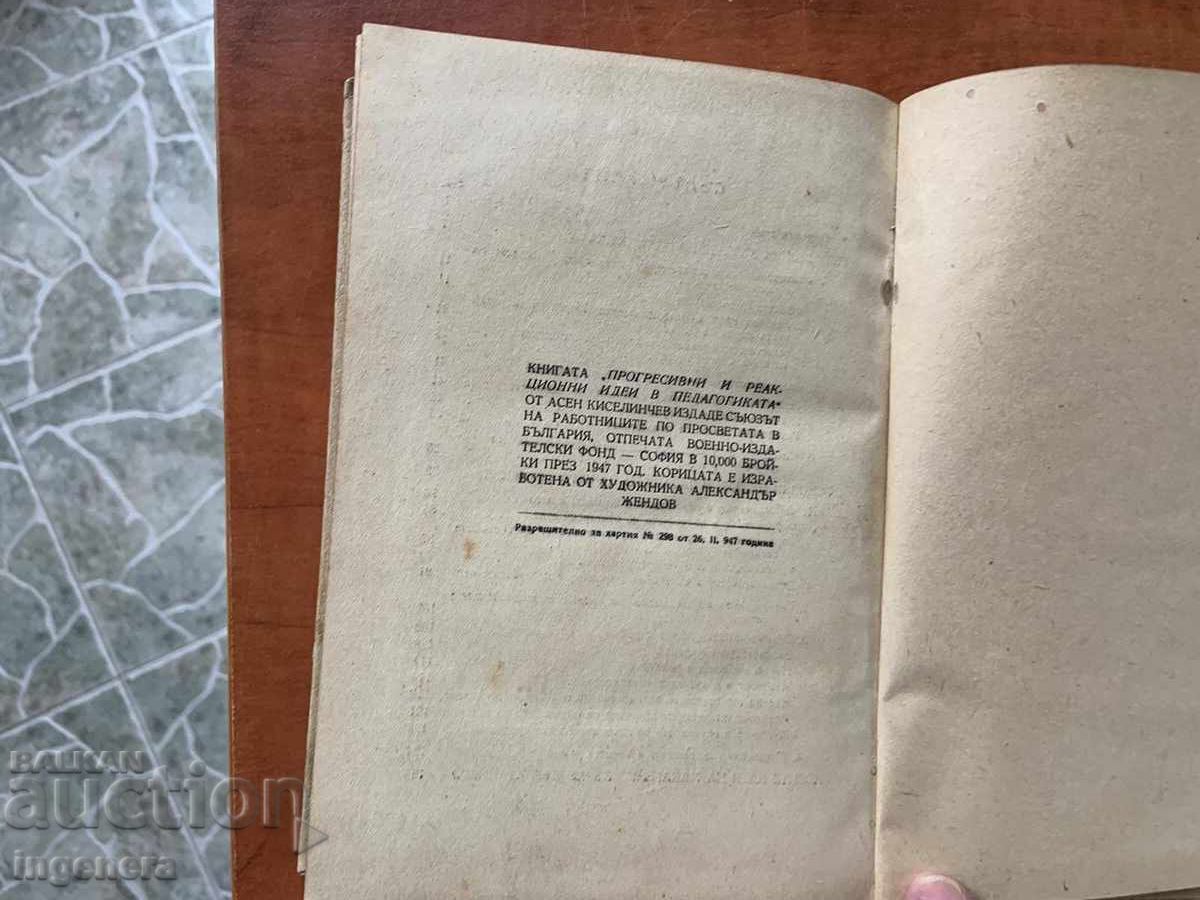 КНИГАТА „ПРОГРЕСИВНИ И РЕАК-
ЦИОННИ ИДЕИ В ПЕДАГОГИКАТА“
ОТ АСЕН КИСЕЛИНЧЕВ ИЗДАДЕ СЪЮЗЪТ
НА РАБОТНИЦИТЕ ПО ПРОСВЕТАТА В
БЪЛГАРИЯ, ОТПЕЧАТА ВОЕННО-ИЗДА-
ТЕЛСКИ ФОНД — СОФИЯ В 10,000 БРОЙ-
КИ ПРЕЗ 1947 ГОД. КОРИЦАТА Е ИЗРА-
БОТЕНА ОТ ХУДОЖНИКА АЛЕКСАНДЪР
ЖЕНДОВ
Разрешително за хартия № 298 от 26. II. 947 година
BALKAN
auction
ingenera